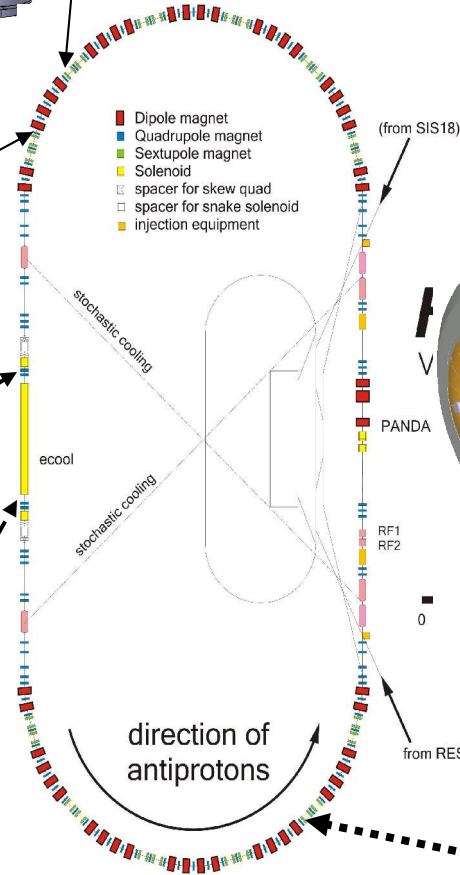 Dipole magnet
Quadrupole magnet
Sextupole magnet
Solenoid
spacer for skew quad
spacer for snake solenoid
injection equipment
(from SIS18)
stochastic cooling
PANDA
ecool
stochastic cooling
RF1
RF2
0
direction of
antiprotons
from RES